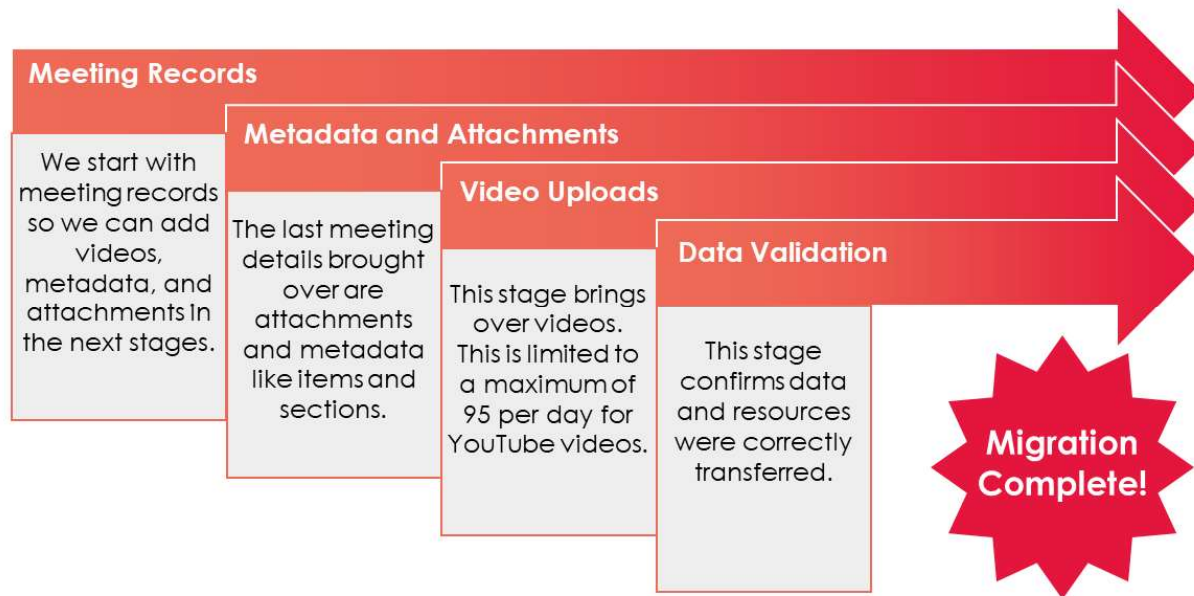 Meeting Records
We start with
meeting records
so we can add
videos,
metadata, and
attachments in
the next stages.
Metadata and Attachments
The last meeting
details brought
over are
attachments
and metadata
like items and
sections.
Video Uploads
This stage brings
over videos.
This is limited to
a maximum of
95 per day for
YouTube videos.
Data Validation
This stage
confirms data
and resources
were correctly
transferred.
Migration
Complete!